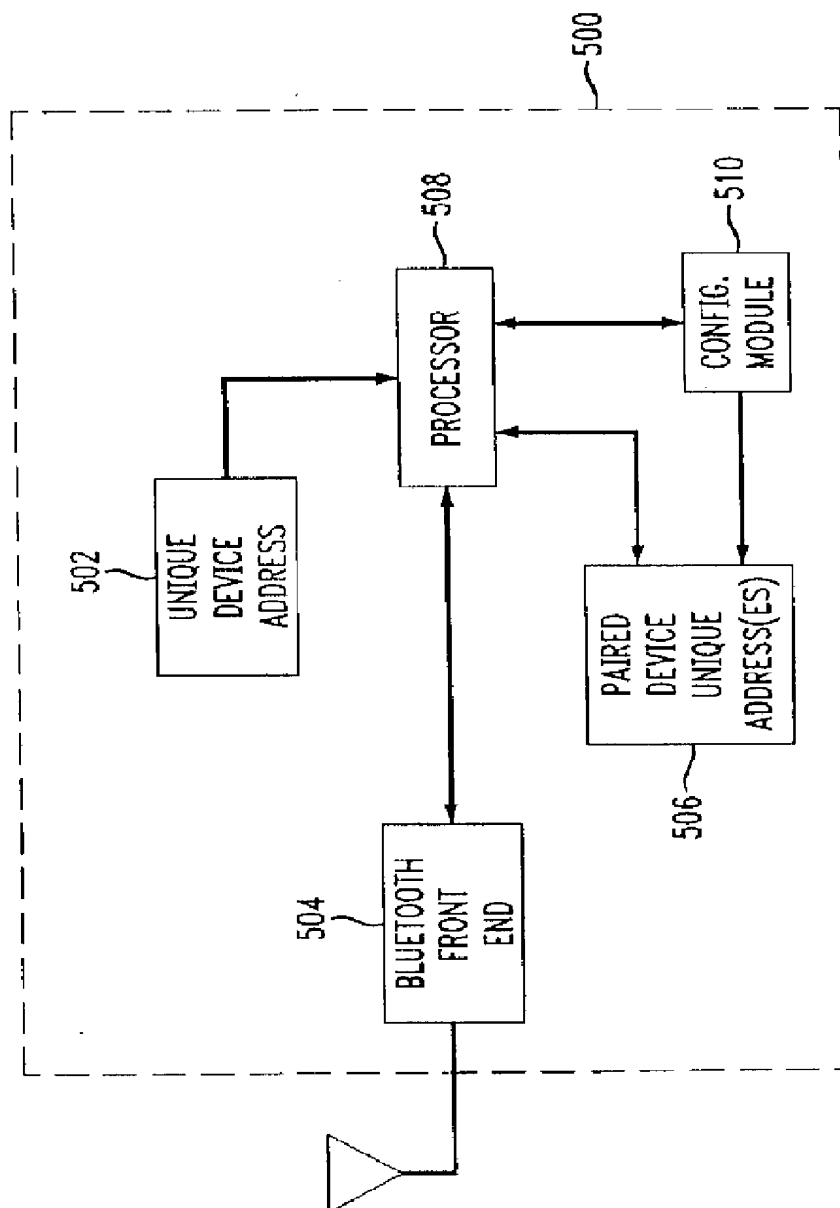 500
502
UNIQUE
DEVICE
ADDRESS
508
PROCESSOR
504
BLUETOOTH
FRONT
END
510
CONFIG.
MODULE
PAIRED
DEVICE
UNIQUE
ADDRESS(ES)
506